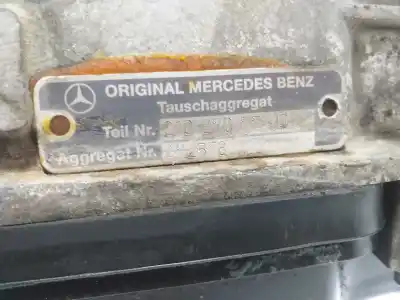 ORIGINAL MERCEDES BENZ
Tauschaggregat
Teil Nr.
Aggregat Nr.